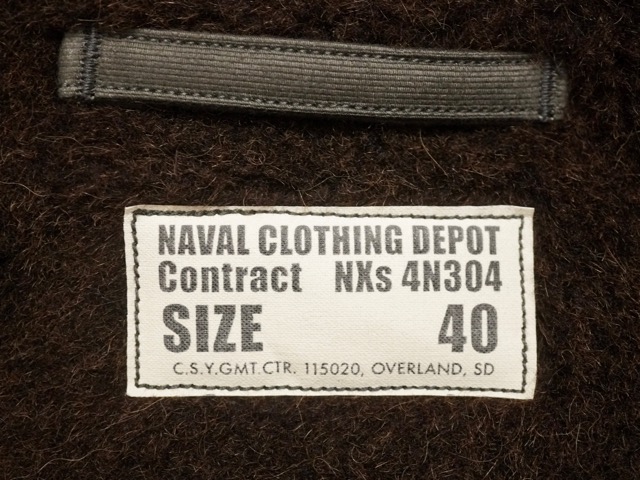 NAVAL CLOTHING DEPOT
Contract NXs 4N304
SIZE 40
C.S.Y.GMT.CTR. 115020, OVERLAND, SD